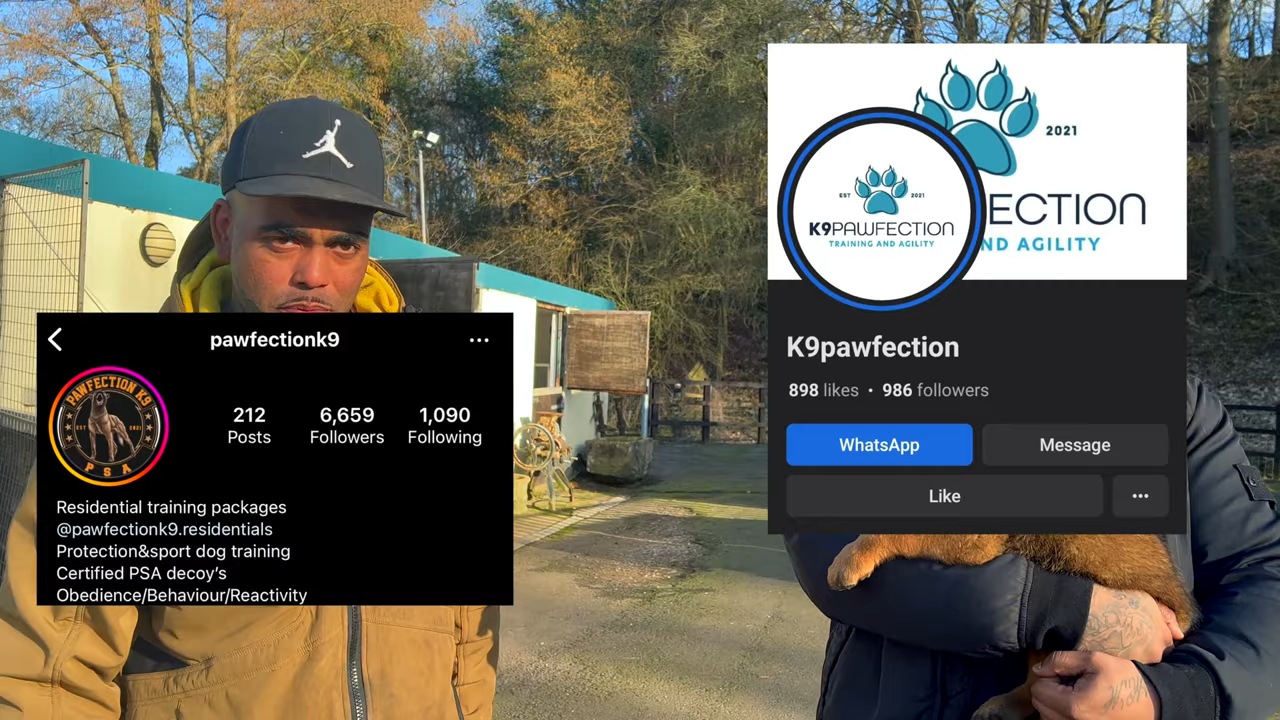 pawfectionk9
PAWFECTION K9
EST 2021
PSA
212 6,659 1,090
Posts Followers Following
Residential training packages
@pawfectionk9.residentials
Protection&sport dog training
Certified PSA decoy's
Obedience/Behaviour/Reactivity
2021
ECTION
ND AGILITY
EST 2021
K9PAWFECTION
TRAINING AND AGILITY
K9pawfection
898 likes • 986 followers
WhatsApp Message
Like